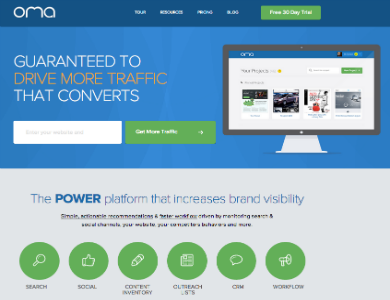 oma
TOUR RESOURCES PRICING BLOG Free 30 Day Trial
GUARANTEED TO
DRIVE MORE TRAFFIC
THAT CONVERTS
oma
Your Projects
Enter your website URL
Get More Traffic
The POWER platform that increases brand visibility
Simple, actionable recommendations & faster workflow driven by monitoring search &
social channels, your website, your competitors behaviors and more.
SEARCH SOCIAL CONTENT OUTREACH CRM WORKFLOW
INVENTORY LISTS